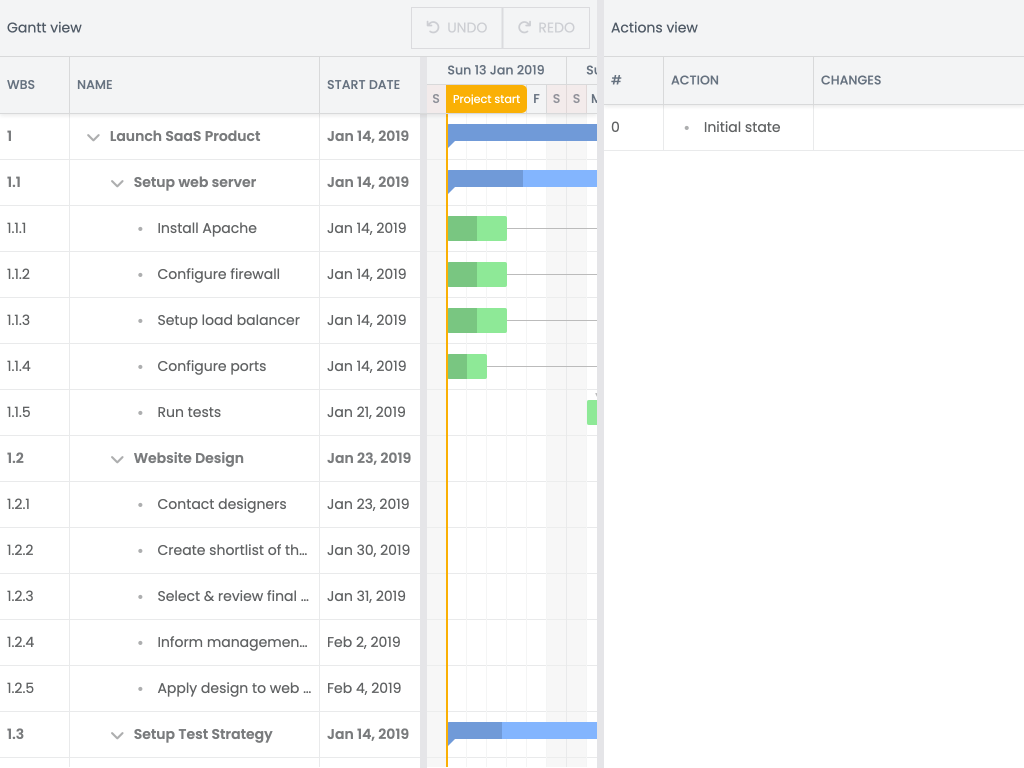 Gantt view
UNDO
REDO
Actions view
WBS
NAME
START DATE
Sun 13 Jan 2019
S
Project start
F
S
S
#
ACTION
CHANGES
1
Launch SaaS Product
Jan 14, 2019
0
Initial state
1.1
Setup web server
Jan 14, 2019
1.1.1
Install Apache
Jan 14, 2019
1.1.2
Configure firewall
Jan 14, 2019
1.1.3
Setup load balancer
Jan 14, 2019
1.1.4
Configure ports
Jan 14, 2019
1.1.5
Run tests
Jan 21, 2019
1.2
Website Design
Jan 23, 2019
1.2.1
Contact designers
Jan 23, 2019
1.2.2
Create shortlist of th...
Jan 30, 2019
1.2.3
Select & review final ...
Jan 31, 2019
1.2.4
Inform managemen...
Feb 2, 2019
1.2.5
Apply design to web ...
Feb 4, 2019
1.3
Setup Test Strategy
Jan 14, 2019